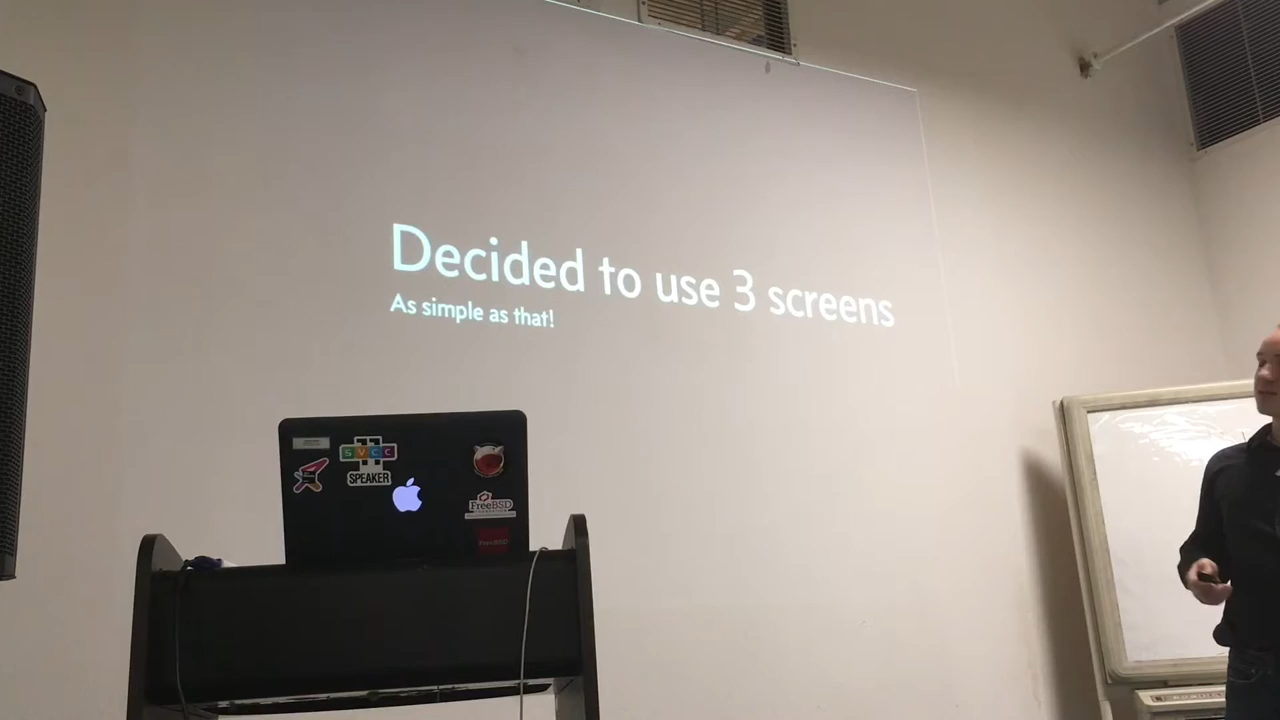 Decided to use 3 screens
As simple as that!
SVCC
SPEAKER
FreeBSD